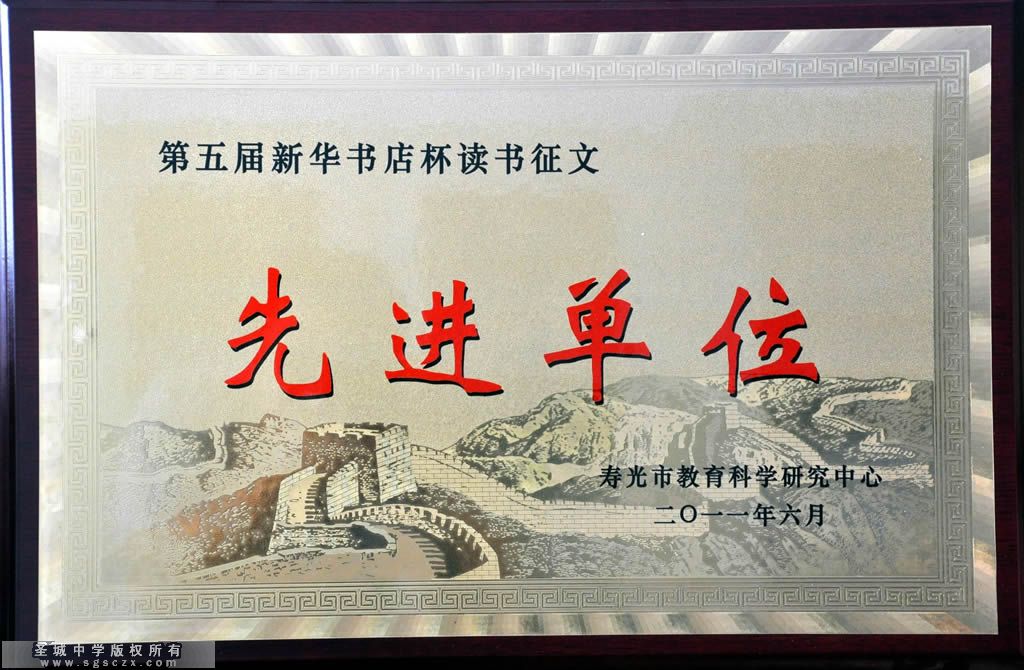 第五届新华书店杯读书征文
先进单位
寿光市教育科学研究中心
二〇一一年六月
圣城中学版权所有
www.sgsczx.com